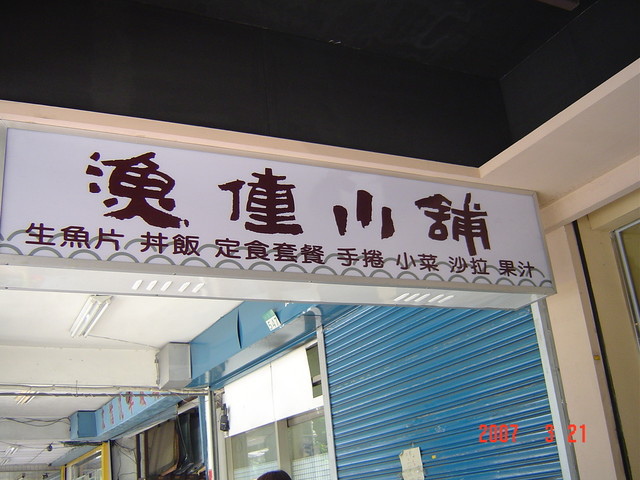 漁僮小舖
生魚片 丼飯 定食套餐 手捲 小菜 沙拉 果汁
2007 3 21